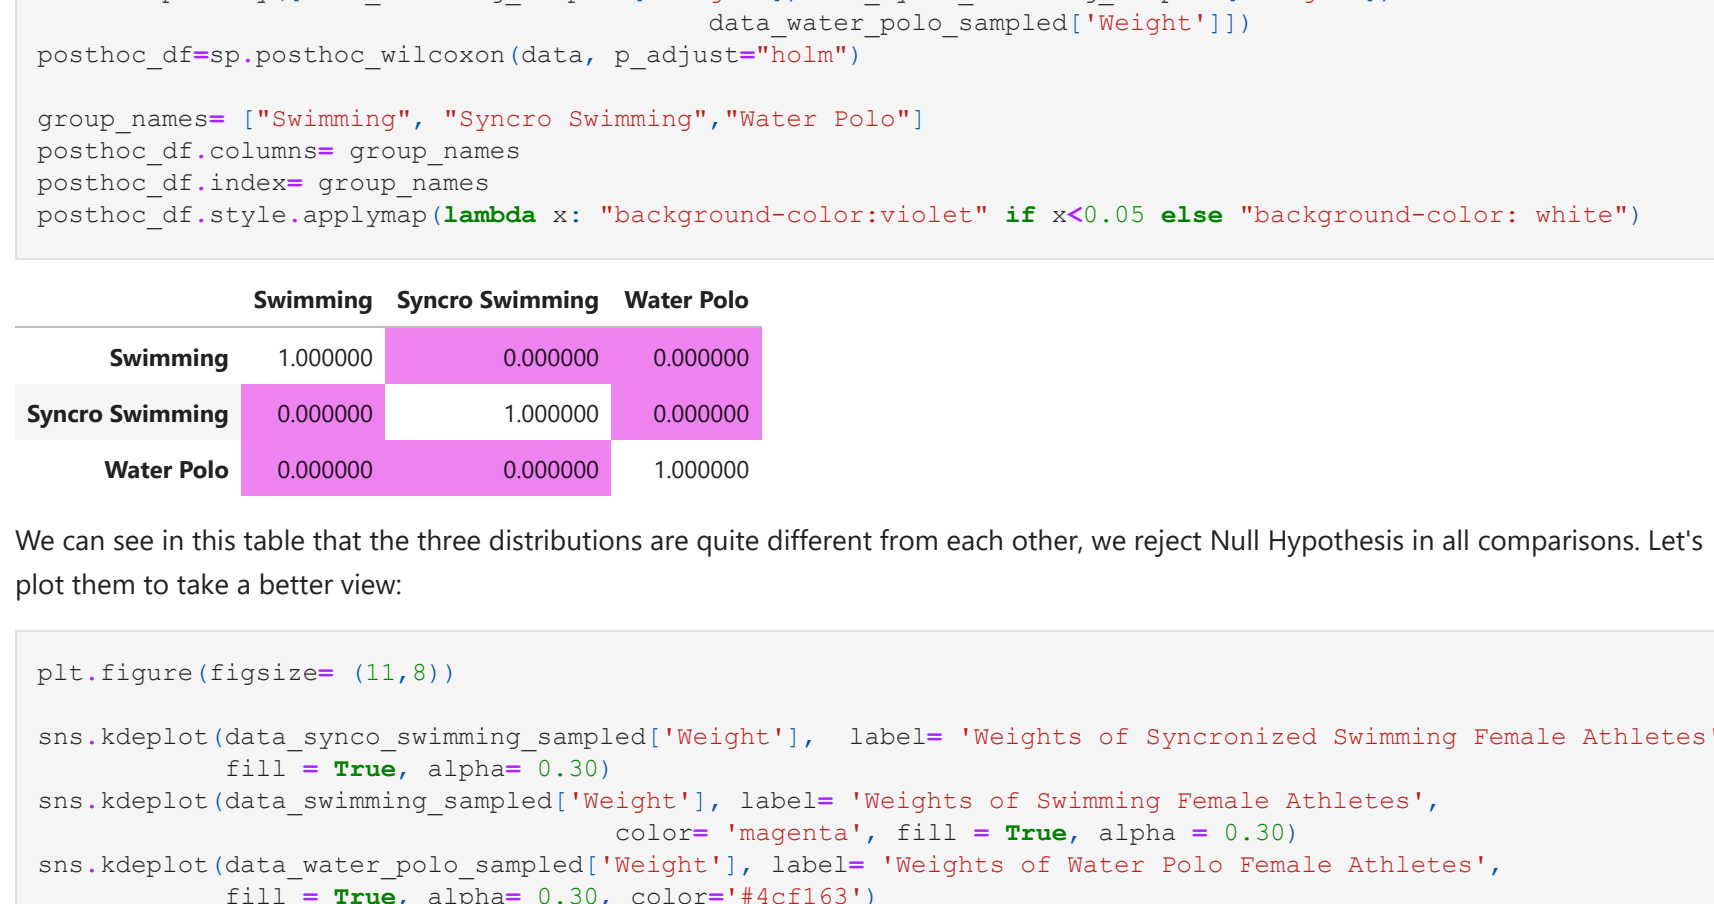 data_water_polo_sampled['Weight']])
posthoc_df=sp.posthoc_wilcoxon(data, p_adjust="holm")
group_names= ["Swimming", "Syncro Swimming","Water Polo"]
posthoc_df.columns= group_names
posthoc_df.index= group_names
posthoc_df.style.applymap(lambda x: "background-color:violet" if x<0.05 else "background-color: white")
Swimming Syncro Swimming Water Polo
Swimming 1.000000 0.000000 0.000000
Syncro Swimming 0.000000 1.000000 0.000000
Water Polo 0.000000 0.000000 1.000000
We can see in this table that the three distributions are quite different from each other, we reject Null Hypothesis in all comparisons. Let's
plot them to take a better view:
plt.figure(figsize= (11,8))
sns.kdeplot(data_synco_swimming_sampled['Weight'], label= 'Weights of Syncronized Swimming Female Athletes'
fill = True, alpha= 0.30)
sns.kdeplot(data_swimming_sampled['Weight'], label= 'Weights of Swimming Female Athletes',
color= 'magenta', fill = True, alpha = 0.30)
sns.kdeplot(data_water_polo_sampled['Weight'], label= 'Weights of Water Polo Female Athletes',
fill = True, alpha= 0.30, color='#4cf163')